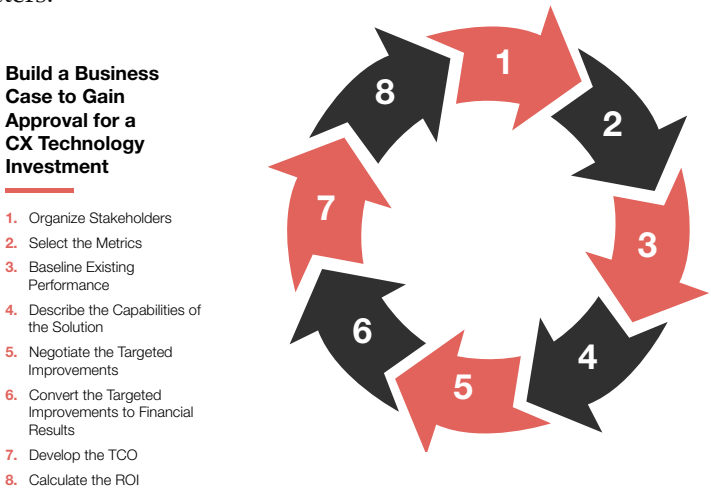 Build a Business
Case to Gain
Approval for a
CX Technology
Investment
1. Organize Stakeholders
2. Select the Metrics
3. Baseline Existing
Performance
4. Describe the Capabilities of
the Solution
5. Negotiate the Targeted
Improvements
6. Convert the Targeted
Improvements to Financial
Results
7. Develop the TCO
8. Calculate the ROI
1
2
3
4
5
6
7
8